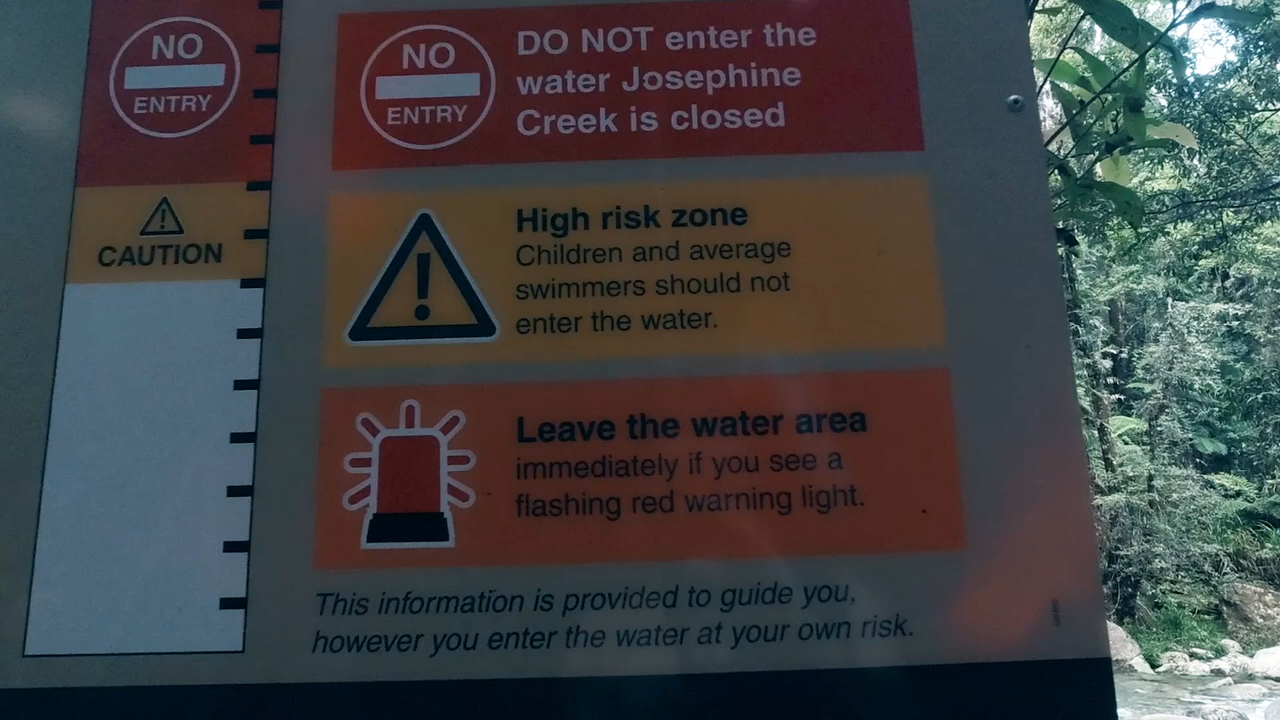 NO
ENTRY
CAUTION
NO
ENTRY
DO NOT enter the
water Josephine
Creek is closed
High risk zone
Children and average
swimmers should not
enter the water.
Leave the water area
immediately if you see a
flashing red warning light.
This information is provided to guide you,
however you enter the water at your own risk.